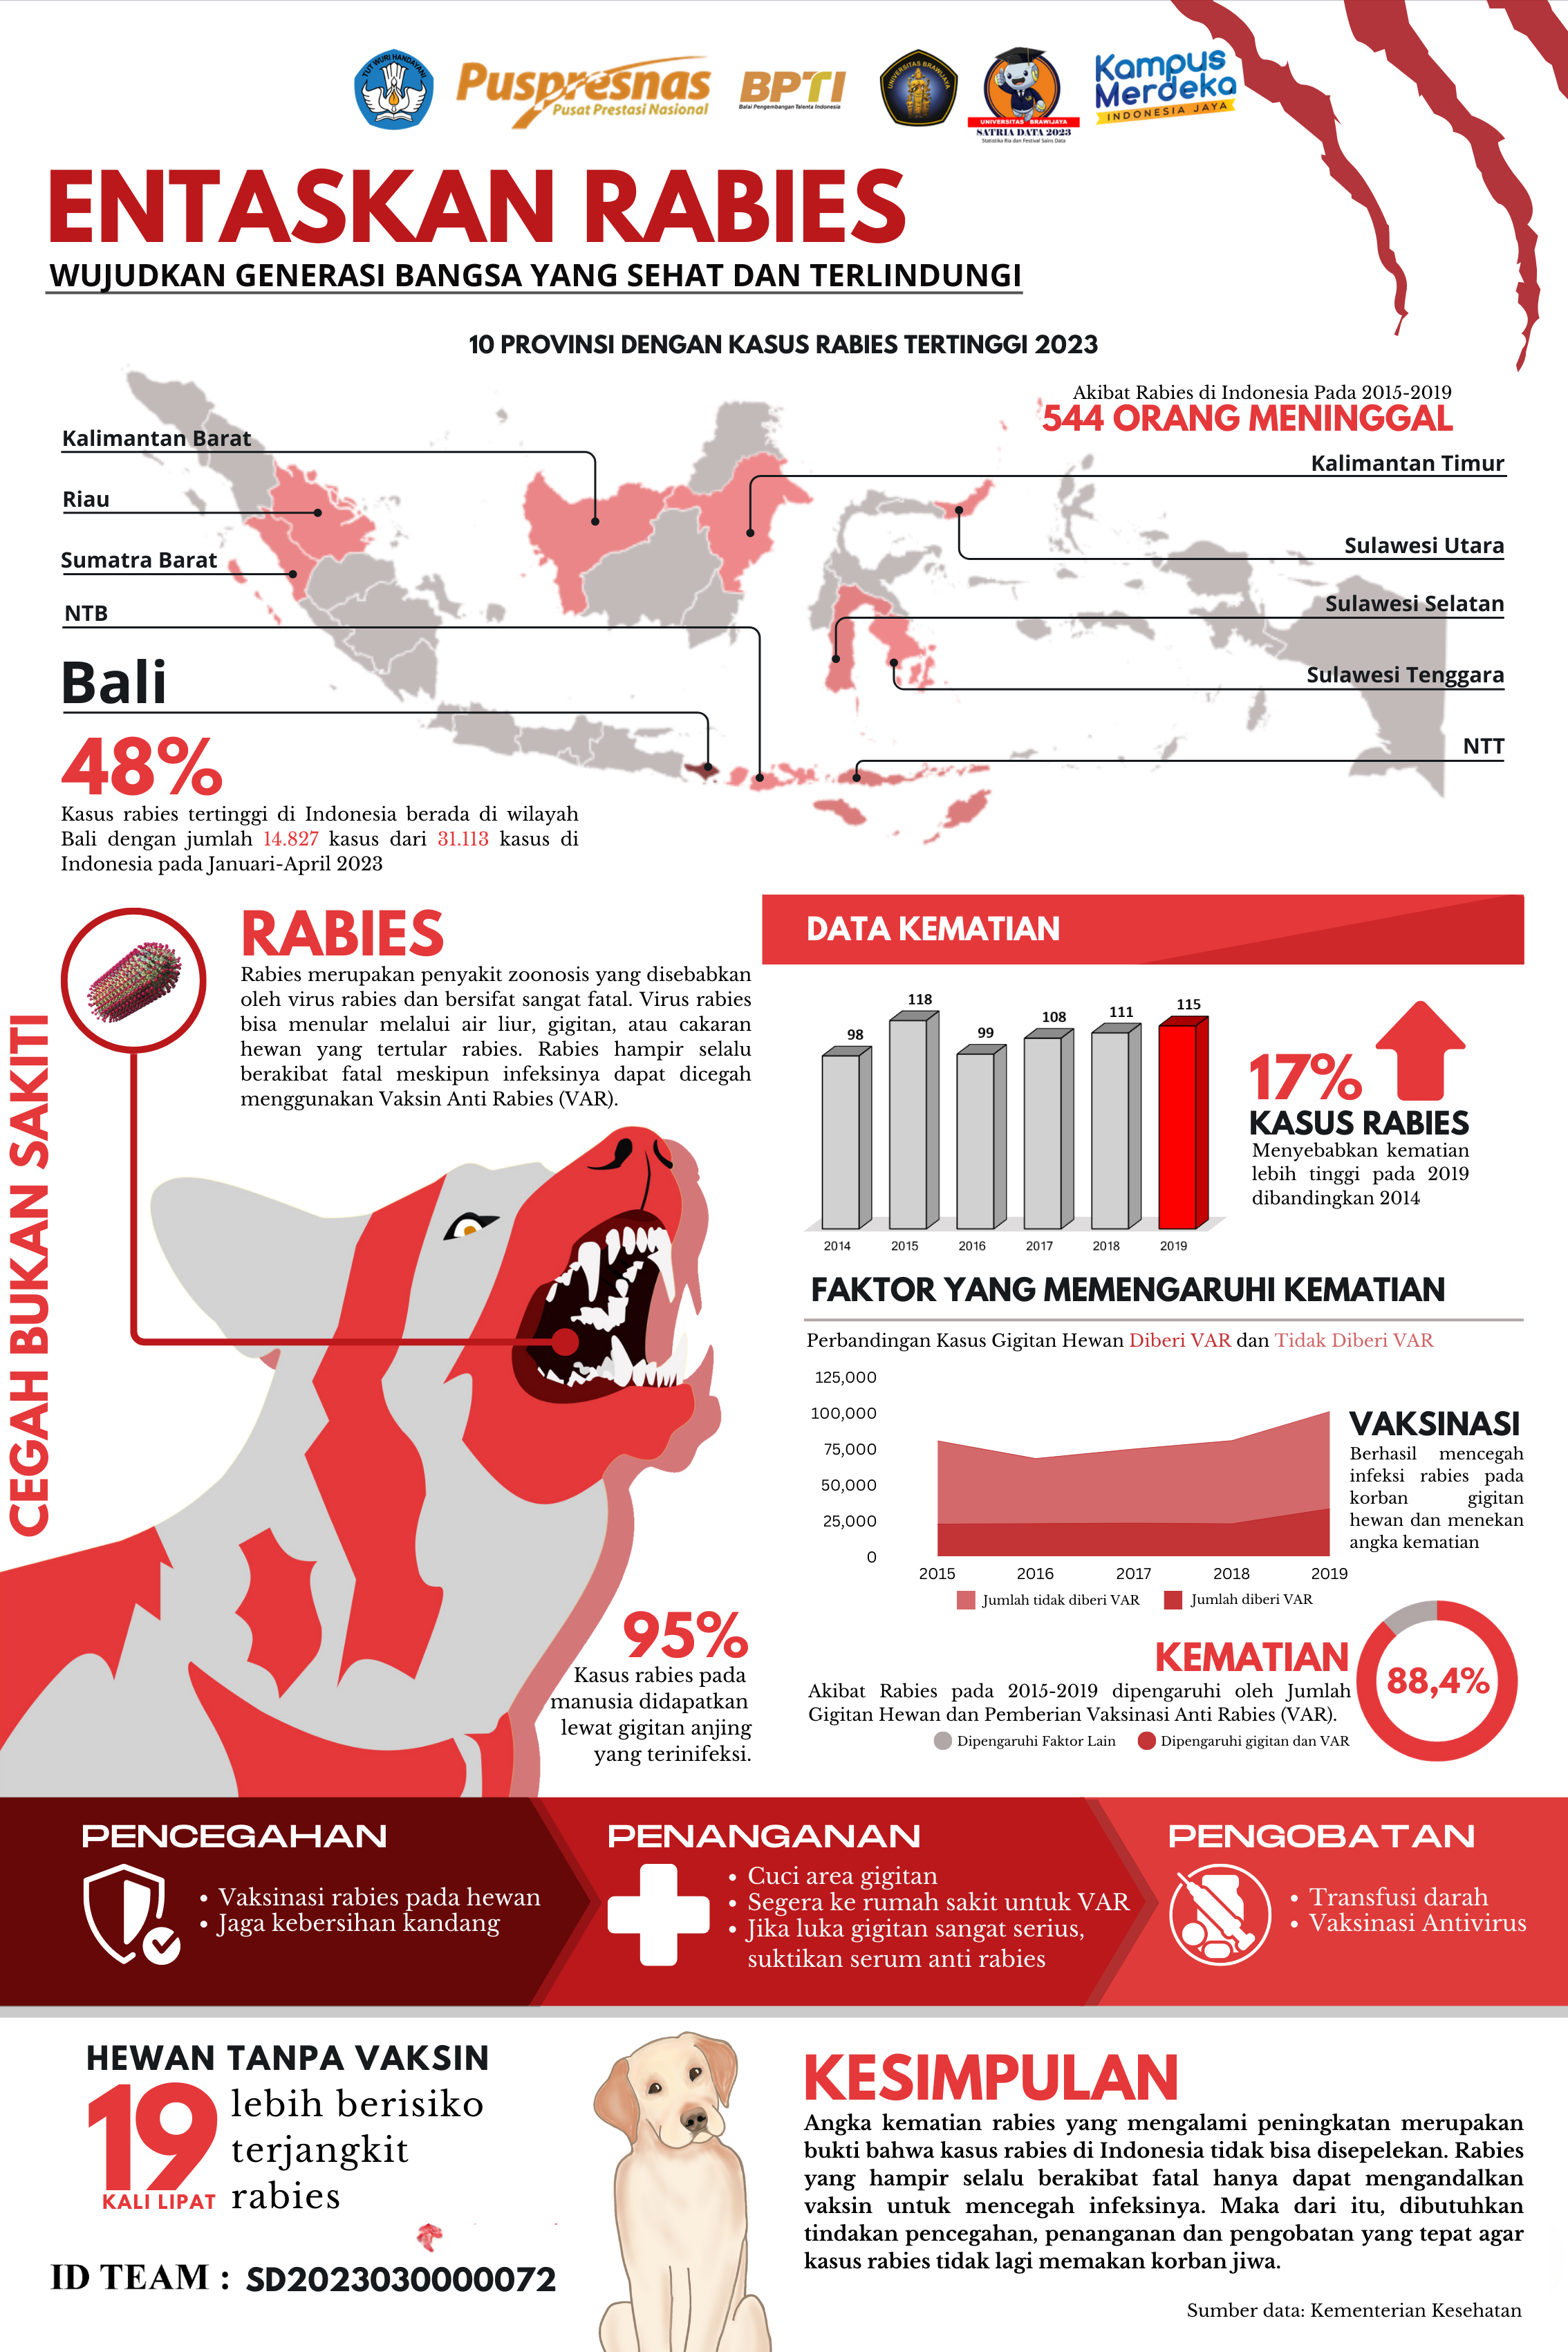 TUT WURI HANDAYANI
Puspresnas
Pusat Prestasi Nasional
BPTI
Balai Pengembangan Talenta Indonesia
UNIVERSITAS BRAWIJAYA
UNIVERSITAS BRAWIJAYA
SATRIA DATA 2023
Statistika Ria dan Festival Sains Data
Kampus
Merdeka
INDONESIA JAYA
ENTASKAN RABIES
WUJUDKAN GENERASI BANGSA YANG SEHAT DAN TERLINDUNGI
10 PROVINSI DENGAN KASUS RABIES TERTINGGI 2023
Akibat Rabies di Indonesia Pada 2015-2019
544 ORANG MENINGGAL
Kalimantan Barat
Riau
Sumatra Barat
NTB
Bali
Kalimantan Timur
Sulawesi Utara
Sulawesi Selatan
Sulawesi Tenggara
NTT
48%
Kasus rabies tertinggi di Indonesia berada di wilayah
Bali dengan jumlah 14.827 kasus dari 31.113 kasus di
Indonesia pada Januari-April 2023
CEGAH BUKAN SAKITI
RABIES
Rabies merupakan penyakit zoonosis yang disebabkan
oleh virus rabies dan bersifat sangat fatal. Virus rabies
bisa menular melalui air liur, gigitan, atau cakaran
hewan yang tertular rabies. Rabies hampir selalu
berakibat fatal meskipun infeksinya dapat dicegah
menggunakan Vaksin Anti Rabies (VAR).
95%
Kasus rabies pada
manusia didapatkan
lewat gigitan anjing
yang terinifeksi.
DATA KEMATIAN
98
118
99
108
111
115
2014
2015
2016
2017
2018
2019
17%
KASUS RABIES
Menyebabkan kematian
lebih tinggi pada 2019
dibandingkan 2014
FAKTOR YANG MEMENGARUHI KEMATIAN
Perbandingan Kasus Gigitan Hewan Diberi VAR dan Tidak Diberi VAR
125,000
100,000
75,000
50,000
25,000
0
2015
2016
2017
2018
2019
Jumlah tidak diberi VAR
Jumlah diberi VAR
VAKSINASI
Berhasil mencegah
infeksi rabies pada
korban gigitan
hewan dan menekan
angka kematian
KEMATIAN
Akibat Rabies pada 2015-2019 dipengaruhi oleh Jumlah
Gigitan Hewan dan Pemberian Vaksinasi Anti Rabies (VAR).
Dipengaruhi Faktor Lain
Dipengaruhi gigitan dan VAR
88,4%
PENCEGAHAN
• Vaksinasi rabies pada hewan
• Jaga kebersihan kandang
PENANGANAN
• Cuci area gigitan
• Segera ke rumah sakit untuk VAR
• Jika luka gigitan sangat serius,
suktikan serum anti rabies
PENGOBATAN
• Transfusi darah
• Vaksinasi Antivirus
HEWAN TANPA VAKSIN
19
KALI LIPAT
lebih berisiko
terjangkit
rabies
ID TEAM : SD2023030000072
KESIMPULAN
Angka kematian rabies yang mengalami peningkatan merupakan
bukti bahwa kasus rabies di Indonesia tidak bisa disepelekan. Rabies
yang hampir selalu berakibat fatal hanya dapat mengandalkan
vaksin untuk mencegah infeksinya. Maka dari itu, dibutuhkan
tindakan pencegahan, penanganan dan pengobatan yang tepat agar
kasus rabies tidak lagi memakan korban jiwa.
Sumber data: Kementerian Kesehatan